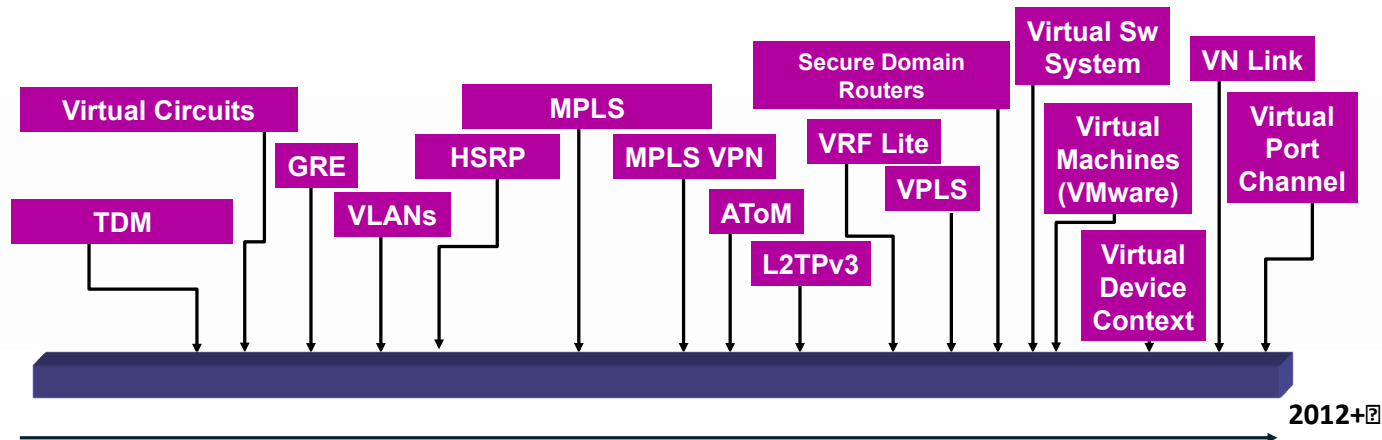 Virtual Circuits
TDM
GRE
VLANs
HSRP
MPLS
MPLS VPN
AToM
L2TPv3
Secure Domain
Routers
VRF Lite
VPLS
Virtual Sw
System
Virtual
Machines
(VMware)
Virtual
Device
Context
VN Link
Virtual
Port
Channel
2012+